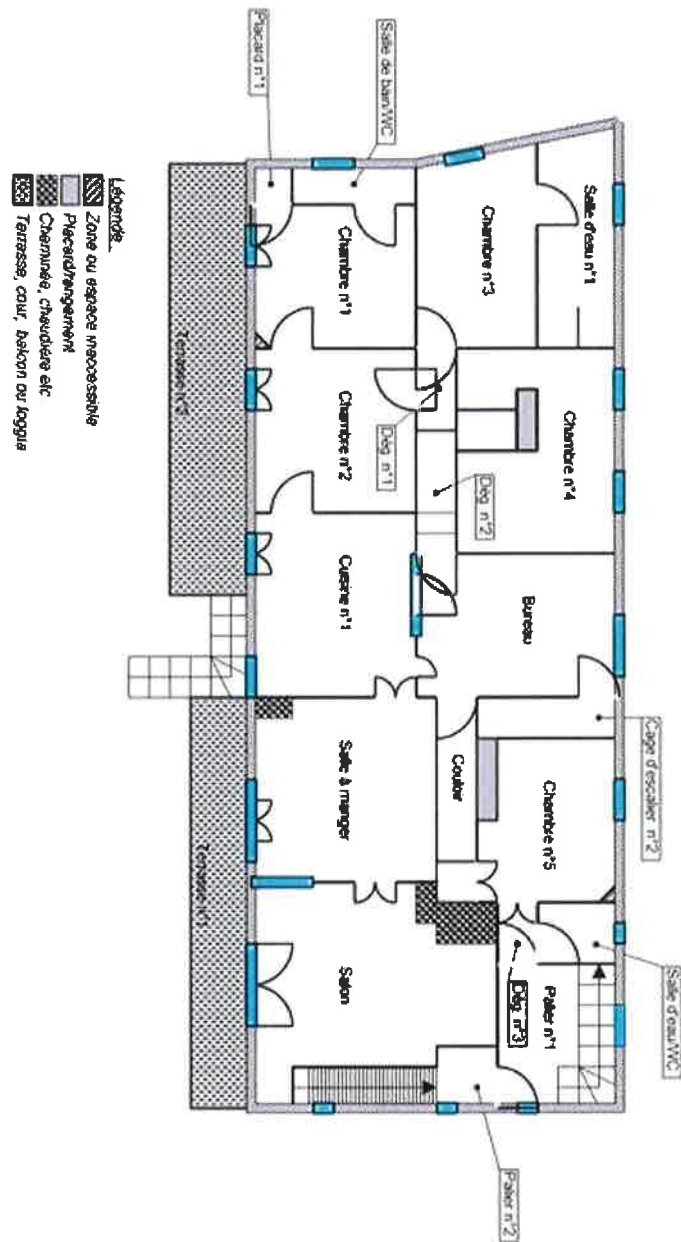 Placard n°1
Salle de bain/WC
Salle d'eau n°1
Chambre n°3
Chambre n°1
Chambre n°4
Chambre n°2
Dég. n°1
Dég. n°2
Bureau
Cuisine n°1
Cage d'escalier n°2
Chambre n°5
Couloir
Salle à manger
Salle d'eau/WC
Palier n°1
Dég. n°3
Salon
Palier n°2
Terrasse n°2
Terrasse n°1
Légende
Zone ou espace inaccessible
Placard/rangement
Cheminée, chaudière etc
Terrasse, cour, balcon ou loggia